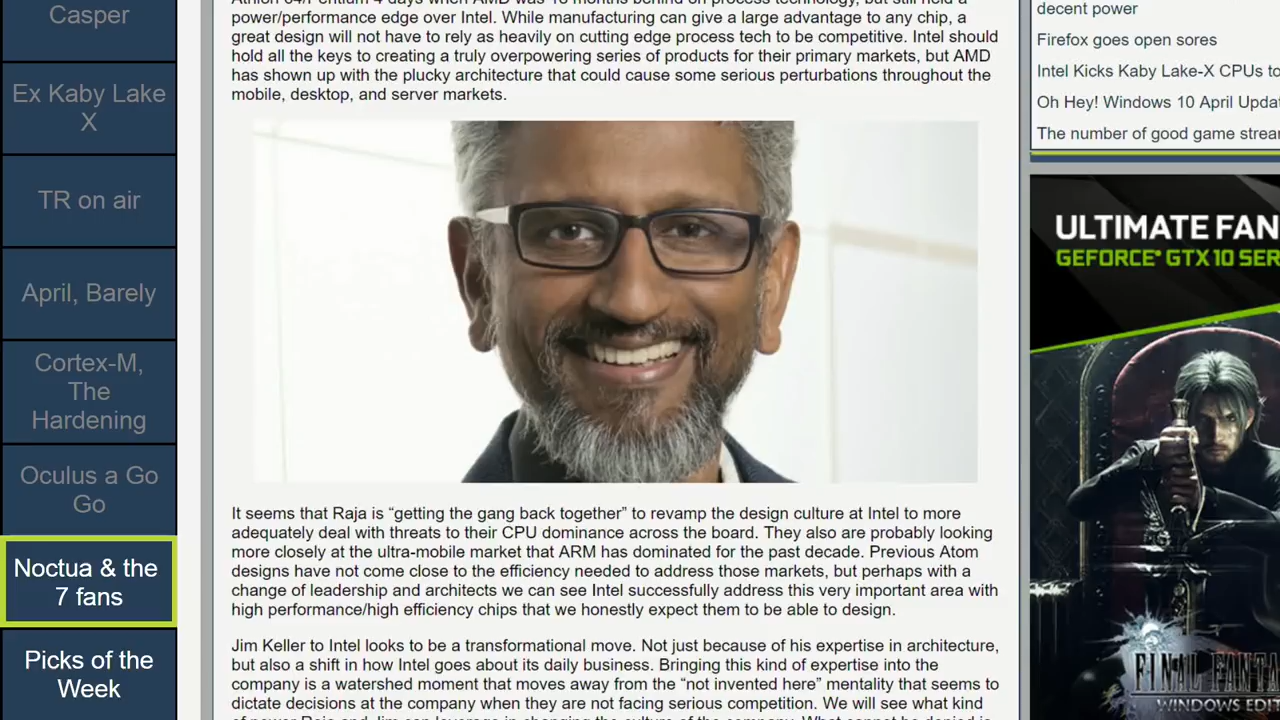 Casper
Ex Kaby Lake
X
TR on air
April, Barely
Cortex-M,
The
Hardening
Oculus a Go
Go
Noctua & the
7 fans
Picks of the
Week
power/performance edge over Intel. While manufacturing can give a large advantage to any chip, a
great design will not have to rely as heavily on cutting edge process tech to be competitive. Intel should
hold all the keys to creating a truly overpowering series of products for their primary markets, but AMD
has shown up with the plucky architecture that could cause some serious perturbations throughout the
mobile, desktop, and server markets.
It seems that Raja is “getting the gang back together” to revamp the design culture at Intel to more
adequately deal with threats to their CPU dominance across the board. They also are probably looking
more closely at the ultra-mobile market that ARM has dominated for the past decade. Previous Atom
designs have not come close to the efficiency needed to address those markets, but perhaps with a
change of leadership and architects we can see Intel successfully address this very important area with
high performance/high efficiency chips that we honestly expect them to be able to design.
Jim Keller to Intel looks to be a transformational move. Not just because of his expertise in architecture,
but also a shift in how Intel goes about its daily business. Bringing this kind of expertise into the
company is a watershed moment that moves away from the “not invented here” mentality that seems to
dictate decisions at the company when they are not facing serious competition. We will see what kind
decent power
Firefox goes open sores
Intel Kicks Kaby Lake-X CPUs to
Oh Hey! Windows 10 April Updat
The number of good game strea
ULTIMATE FAN
GEFORCE® GTX 10 SER
FINAL FANTA
WINDOWS EDIT